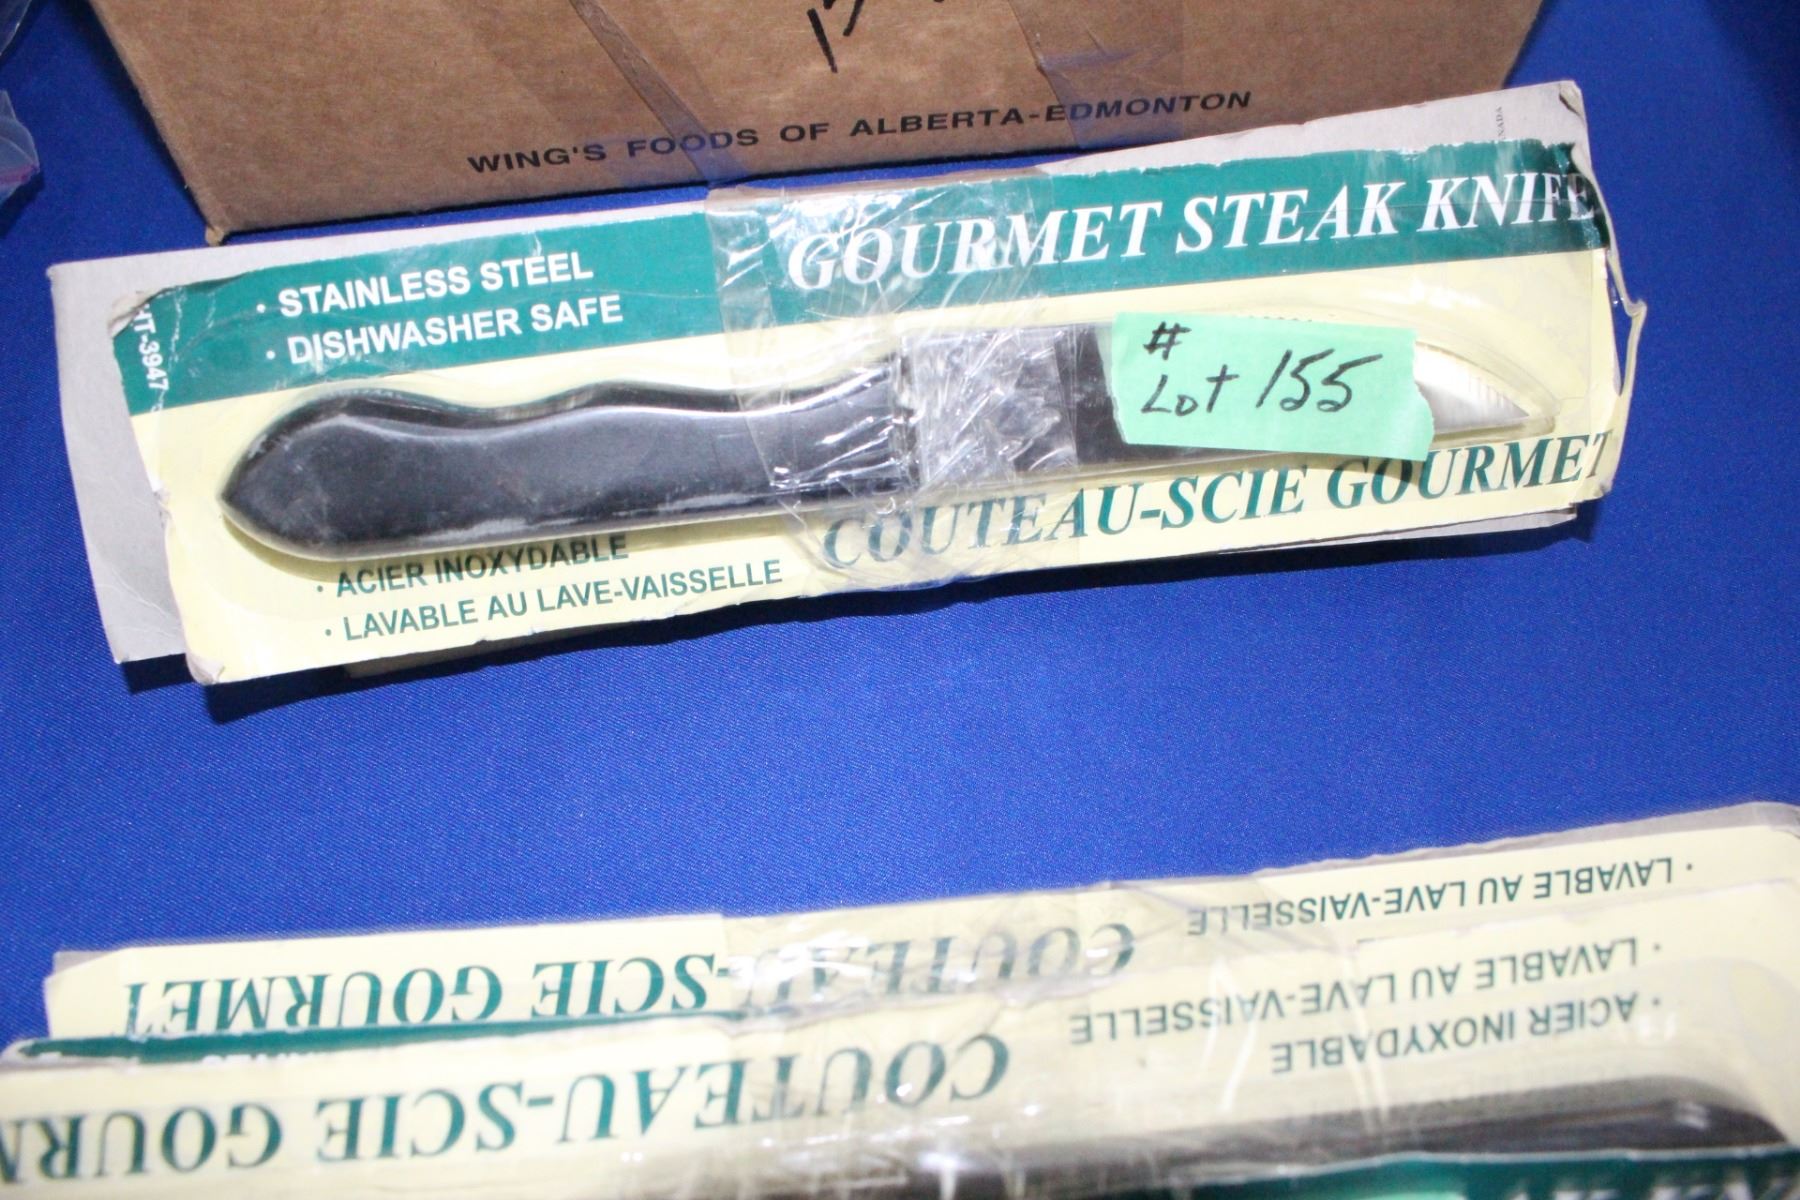 WING'S FOODS OF ALBERTA-EDMONTON
GOURMET STEAK KNIFE
· STAINLESS STEEL
· DISHWASHER SAFE
HT-3947
#
Lot 155
COUTEAU-SCIE GOURMET
· ACIER INOXYDABLE
· LAVABLE AU LAVE-VAISSELLE
· LAVABLE AU LAVE-VAISSELLE
COUTEAU-SCIE GOURMET
· LAVABLE AU LAVE-VAISSELLE
· ACIER INOXYDABLE
COUTEAU-SCIE GOURM